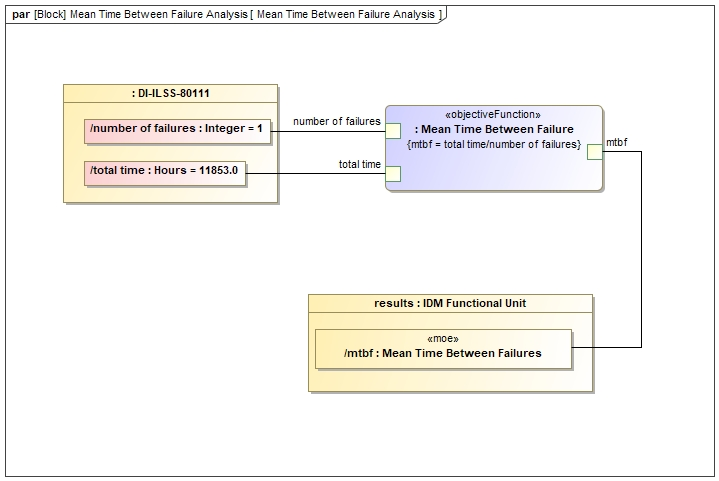 par [Block] Mean Time Between Failure Analysis [ Mean Time Between Failure Analysis ]
: DI-ILSS-80111
/number of failures : Integer = 1
/total time : Hours = 11853.0
number of failures
total time
«objectiveFunction»
: Mean Time Between Failure
{mtbf = total time/number of failures}
mtbf
results : IDM Functional Unit
«moe»
/mtbf : Mean Time Between Failures